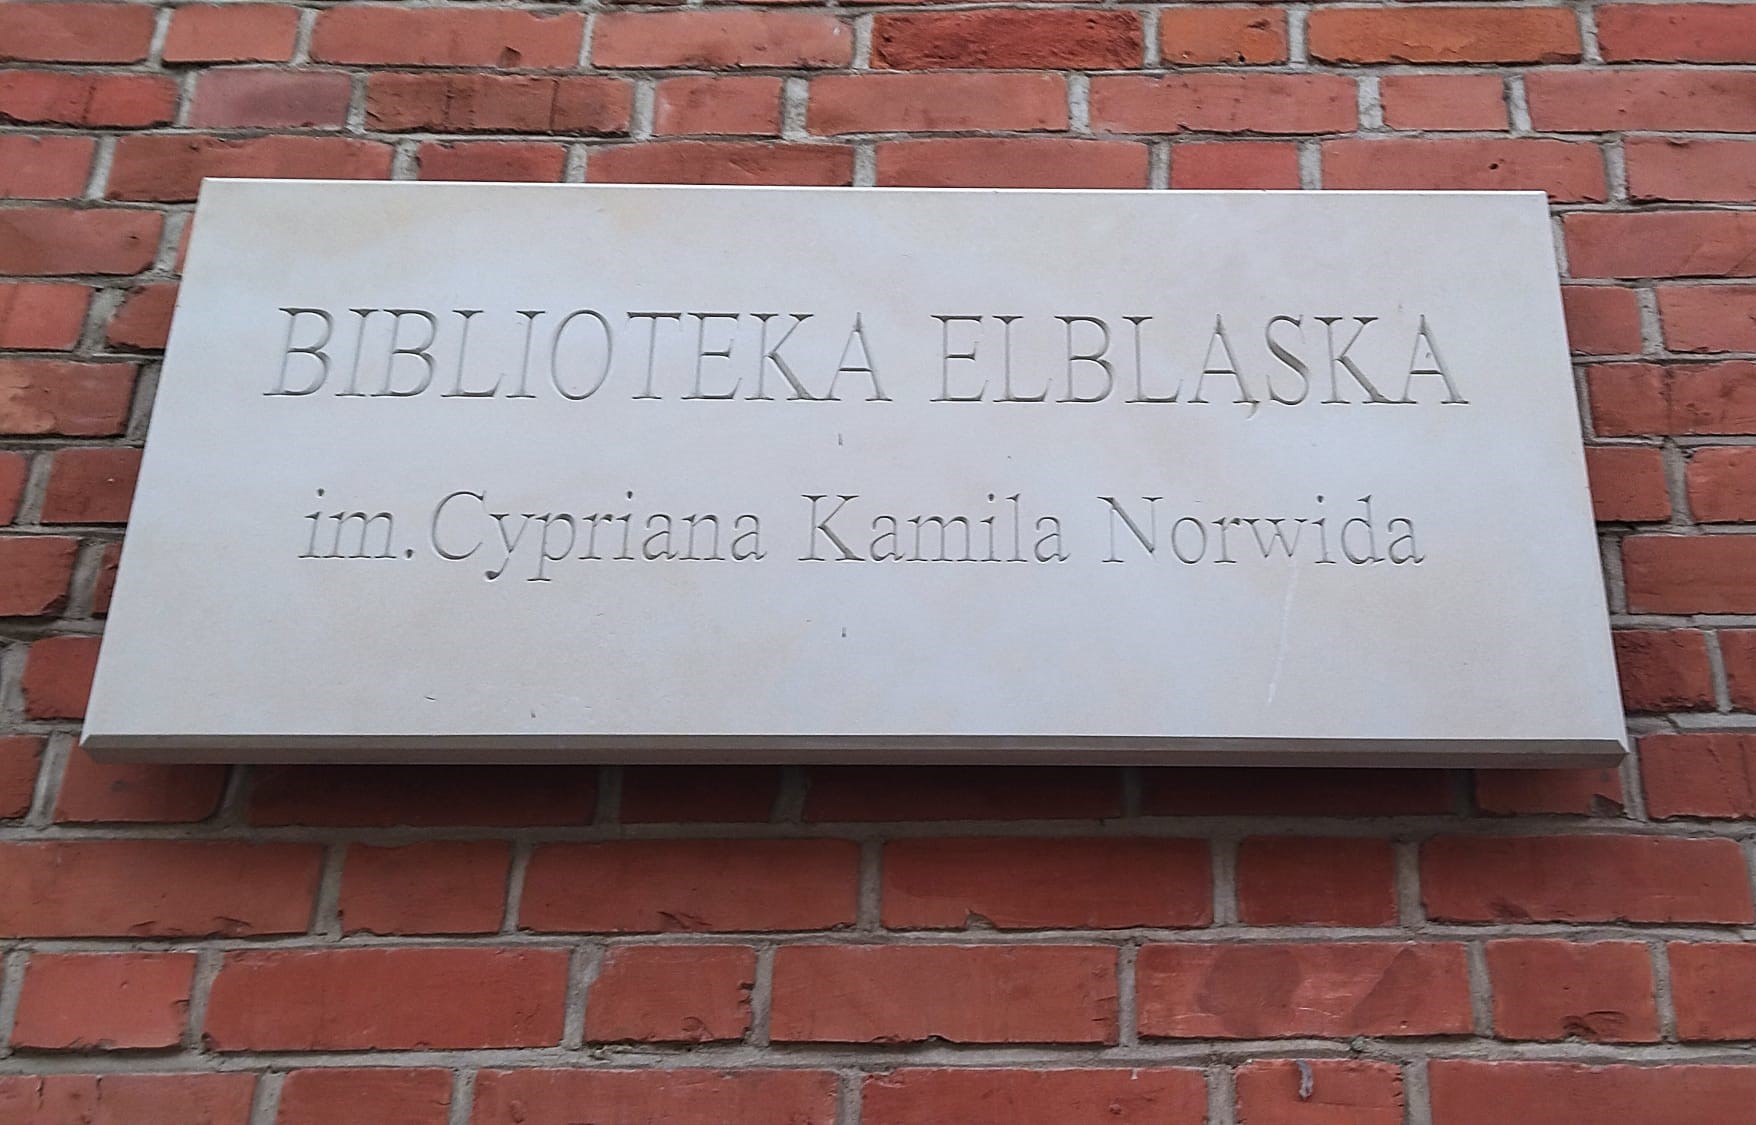 BIBLIOTEKA ELBLĄSKA
im. Cypriana Kamila Norwida